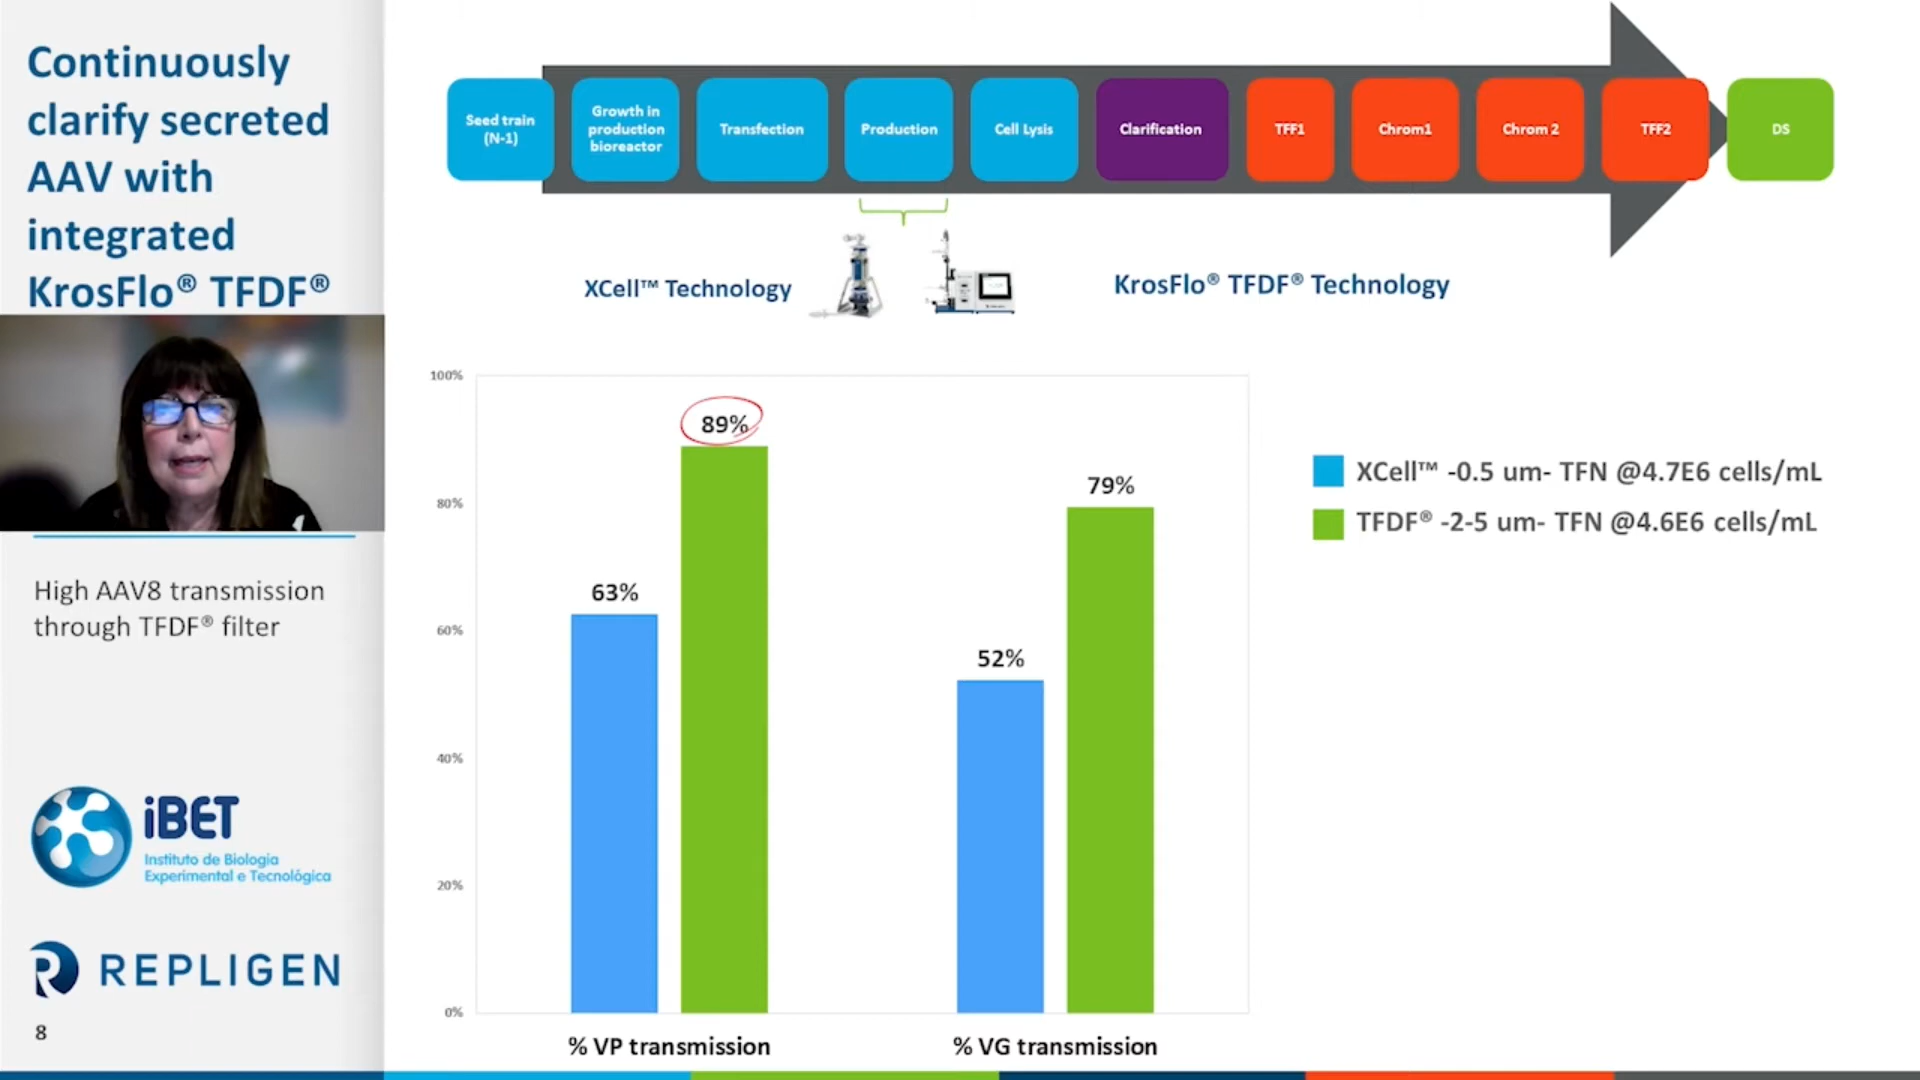 Continuously
clarify secreted
AAV with
integrated
KrosFlo® TFDF®
High AAV8 transmission
through TFDF® filter
iBET
Instituto de Biologia
Experimental e Tecnológica
REPLIGEN
8
Seed train
(N-1)
Growth in
production
bioreactor
Transfection
Production
Cell Lysis
Clarification
TFF1
Chrom1
Chrom 2
TFF2
DS
XCell™ Technology
KrosFlo® TFDF® Technology
100%
80%
60%
40%
20%
0%
63%
89%
52%
79%
% VP transmission
% VG transmission
XCell™ -0.5 um- TFN @4.7E6 cells/mL
TFDF® -2-5 um- TFN @4.6E6 cells/mL